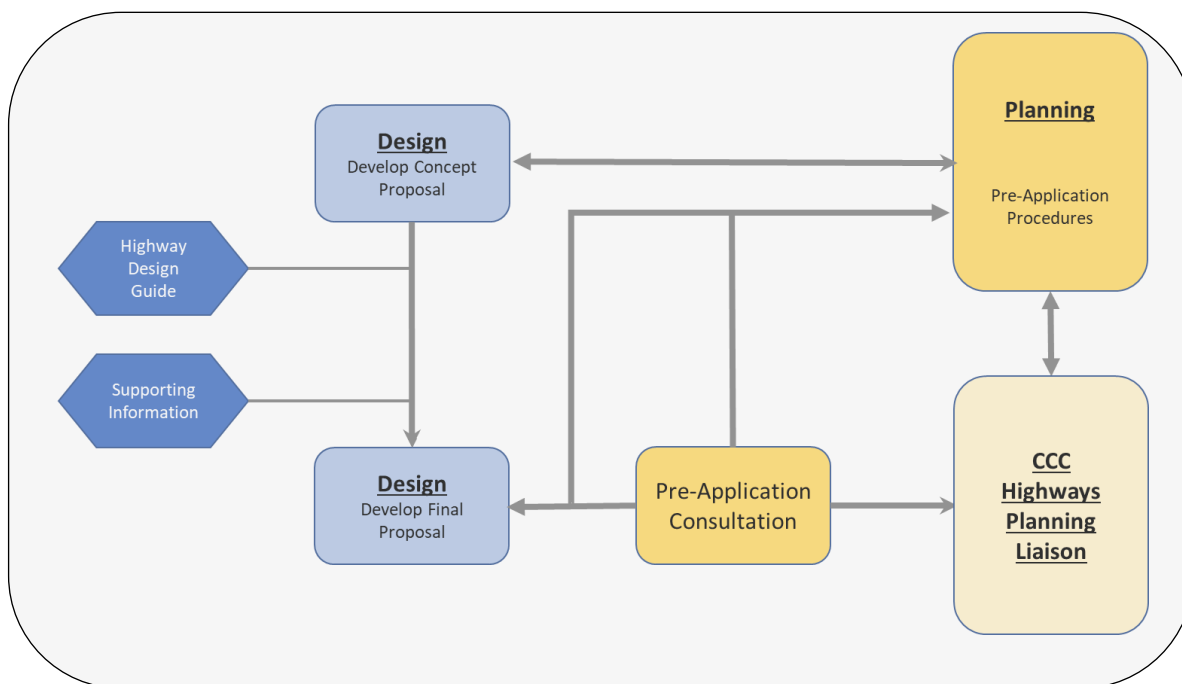 Planning
Pre-Application
Procedures
Design
Develop Concept
Proposal
Highway
Design
Guide
Supporting
Information
Design
Develop Final
Proposal
Pre-Application
Consultation
CCC
Highways
Planning
Liaison